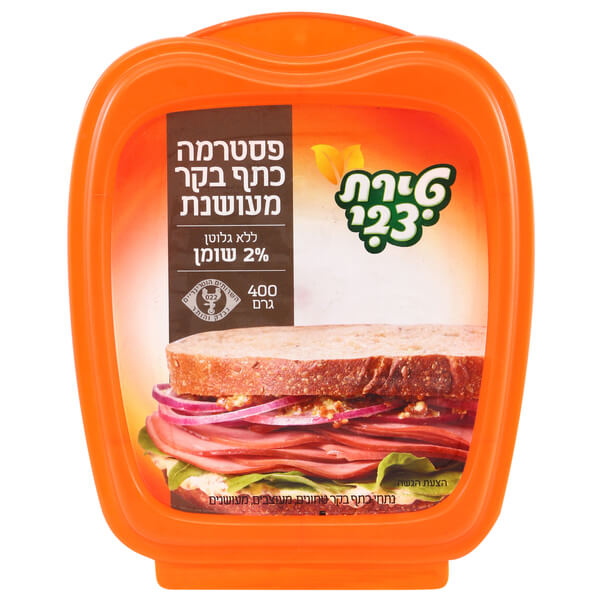 פסטרמה
כתף בקר
מעושנת
ללא גלוטן
2% שומן
400
גרם
טירת
צבי
הצעת הגשה
נתחי כתף בקר טחונים, מעוצבים, מעושנים